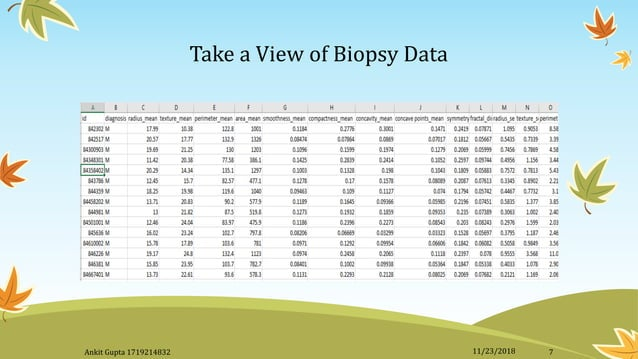 Take a View of Biopsy Data
A B C D E F G H I J K L M N O
id diagnosis radius_mean texture_mean perimeter_mean area_mean smoothness_mean compactness_mean concavity_mean concave points_mean symmetry fractal_di radius_se texture_s perimet
842302 M 17.99 10.38 122.8 1001 0.1184 0.2776 0.3001 0.1471 0.2419 0.07871 1.095 0.9053 8.58
842517 M 20.57 17.77 132.9 1326 0.08474 0.07864 0.0869 0.07017 0.1812 0.05667 0.5435 0.7339 3.39
84300903 M 19.69 21.25 130 1203 0.1096 0.1599 0.1974 0.1279 0.2069 0.05999 0.7456 0.7869 4.58
84348301 M 11.42 20.38 77.58 386.1 0.1425 0.2839 0.2414 0.1052 0.2597 0.09744 0.4956 1.156 3.44
84358402 M 20.29 14.34 135.1 1297 0.1003 0.1328 0.198 0.1043 0.1809 0.05883 0.7572 0.7813 5.43
843786 M 12.45 15.7 82.57 477.1 0.1278 0.17 0.1578 0.08089 0.2087 0.07613 0.3345 0.8902 2.21
844359 M 18.25 19.98 119.6 1040 0.09463 0.109 0.1127 0.074 0.1794 0.05742 0.4467 0.7732 3.1
84458202 M 13.71 20.83 90.2 577.9 0.1189 0.1645 0.09366 0.05985 0.2196 0.07451 0.5835 1.377 3.85
844981 M 13 21.82 87.5 519.8 0.1273 0.1932 0.1859 0.09353 0.235 0.07389 0.3063 1.002 2.40
84501001 M 12.46 24.04 83.97 475.9 0.1186 0.2396 0.2273 0.08543 0.203 0.08243 0.2976 1.599 2.03
845636 M 16.02 23.24 102.7 797.8 0.08206 0.06669 0.03299 0.03323 0.1528 0.05697 0.3795 1.187 2.46
84610002 M 15.78 17.89 103.6 781 0.0971 0.1292 0.09954 0.06606 0.1842 0.06082 0.5058 0.9849 3.56
846226 M 19.17 24.8 132.4 1123 0.0974 0.2458 0.2065 0.1118 0.2397 0.078 0.9555 3.568 11.0
846381 M 15.85 23.95 103.7 782.7 0.08401 0.1002 0.09938 0.05364 0.1847 0.05338 0.4033 1.078 2.90
84667401 M 13.73 22.61 93.6 578.3 0.1131 0.2293 0.2128 0.08025 0.2069 0.07682 0.2121 1.169 2.06
Ankit Gupta 1719214832 11/23/2018 7